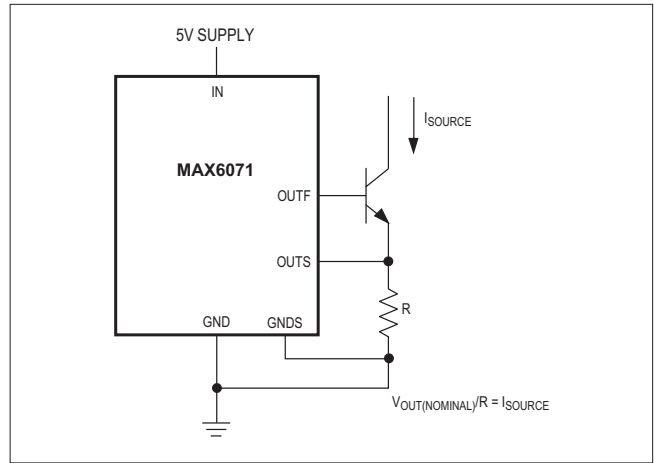 5V SUPPLY
IN
ISOURCE
MAX6071
OUTF
OUTS
R
GND GNDS
VOUT(NOMINAL)/R = ISOURCE